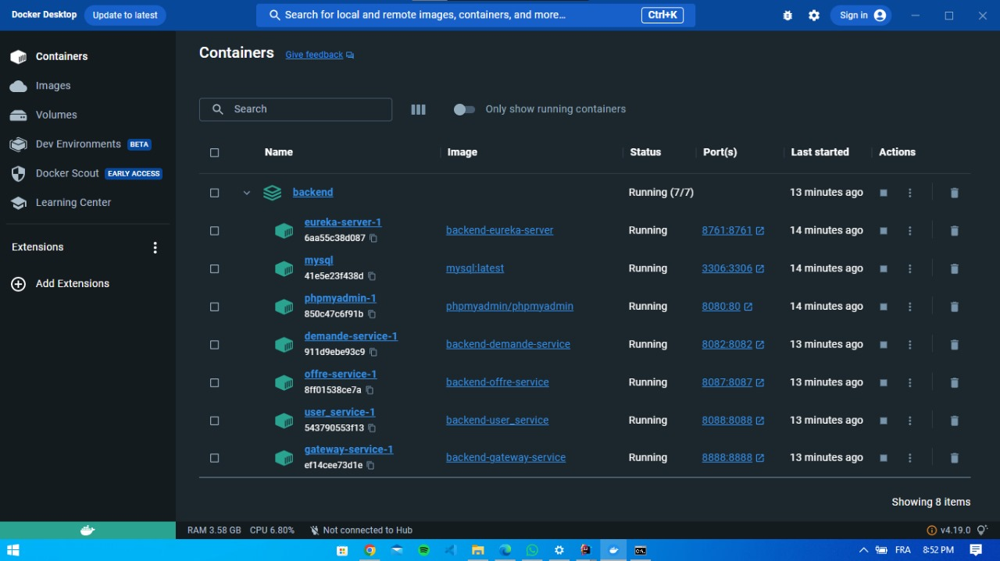 Docker Desktop Update to latest Search for local and remote images, containers, and more... Ctrl+K Sign in
Containers
Images
Volumes
Dev Environments BETA
Docker Scout EARLY ACCESS
Learning Center
Extensions
Add Extensions
Containers Give feedback
Search Only show running containers
Name Image Status Port(s) Last started Actions
backend Running (7/7) 13 minutes ago
eureka-server-1
6aa55c38d087
backend-eureka-server Running 8761:8761 14 minutes ago
mysql
41e5e23f438d
mysql:latest Running 3306:3306 14 minutes ago
phpmyadmin-1
850c47c6f91b
phpmyadmin/phpmyadmin Running 8080:80 14 minutes ago
demande-service-1
911d9ebe93c9
backend-demande-service Running 8082:8082 13 minutes ago
offre-service-1
8ff01538ce7a
backend-offre-service Running 8087:8087 13 minutes ago
user_service-1
543790553f13
backend-user_service Running 8088:8088 13 minutes ago
gateway-service-1
ef14cee73d1e
backend-gateway-service Running 8888:8888 13 minutes ago
Showing 8 items
RAM 3.58 GB CPU 6.80% Not connected to Hub v4.19.0
FRA 8:52 PM